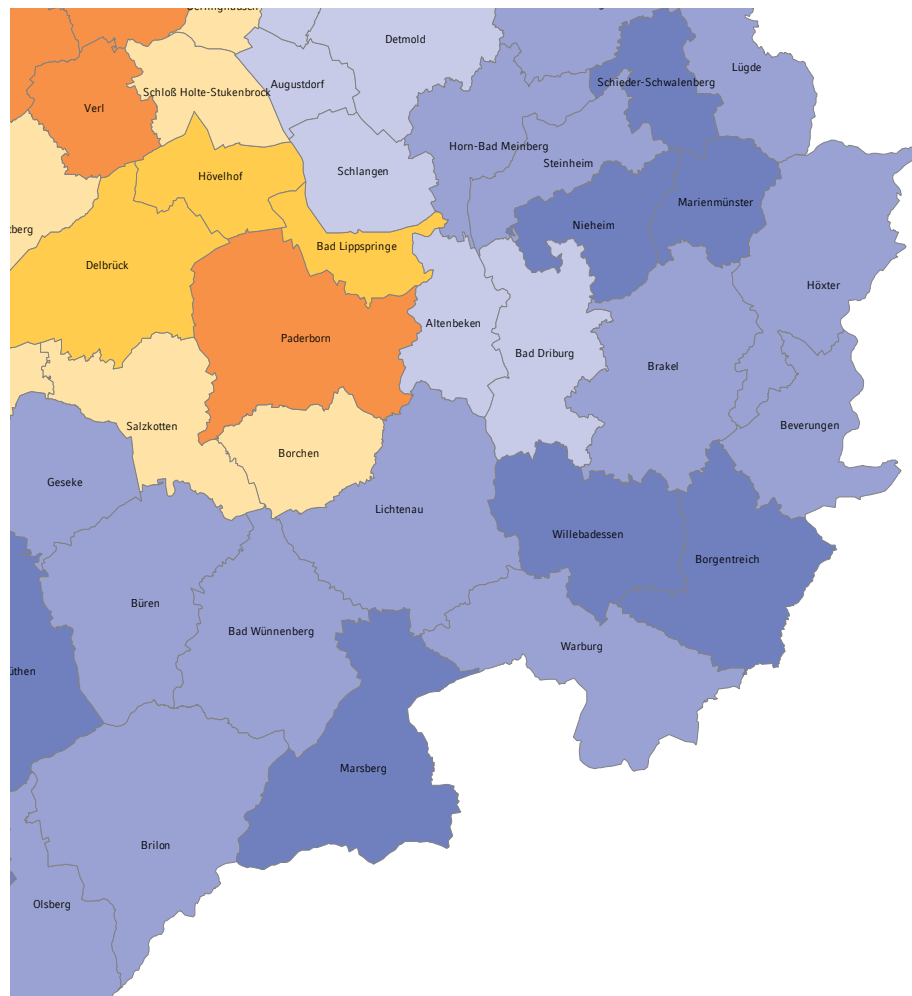 Detmold
Lügde
Schieder-Schwalenberg
Augustdorf
Schloß Holte-Stukenbrock
Verl
Horn-Bad Meinberg
Steinheim
Schlangen
Hövelhof
Marienmünster
Nieheim
zberg
Bad Lippspringe
Delbrück
Höxter
Altenbeken
Paderborn
Bad Driburg
Brakel
Salzkotten
Beverungen
Borchen
Geseke
Lichtenau
Willebadessen
Borgentreich
Büren
Bad Wünnenberg
Warburg
üthen
Marsberg
Brilon
Olsberg